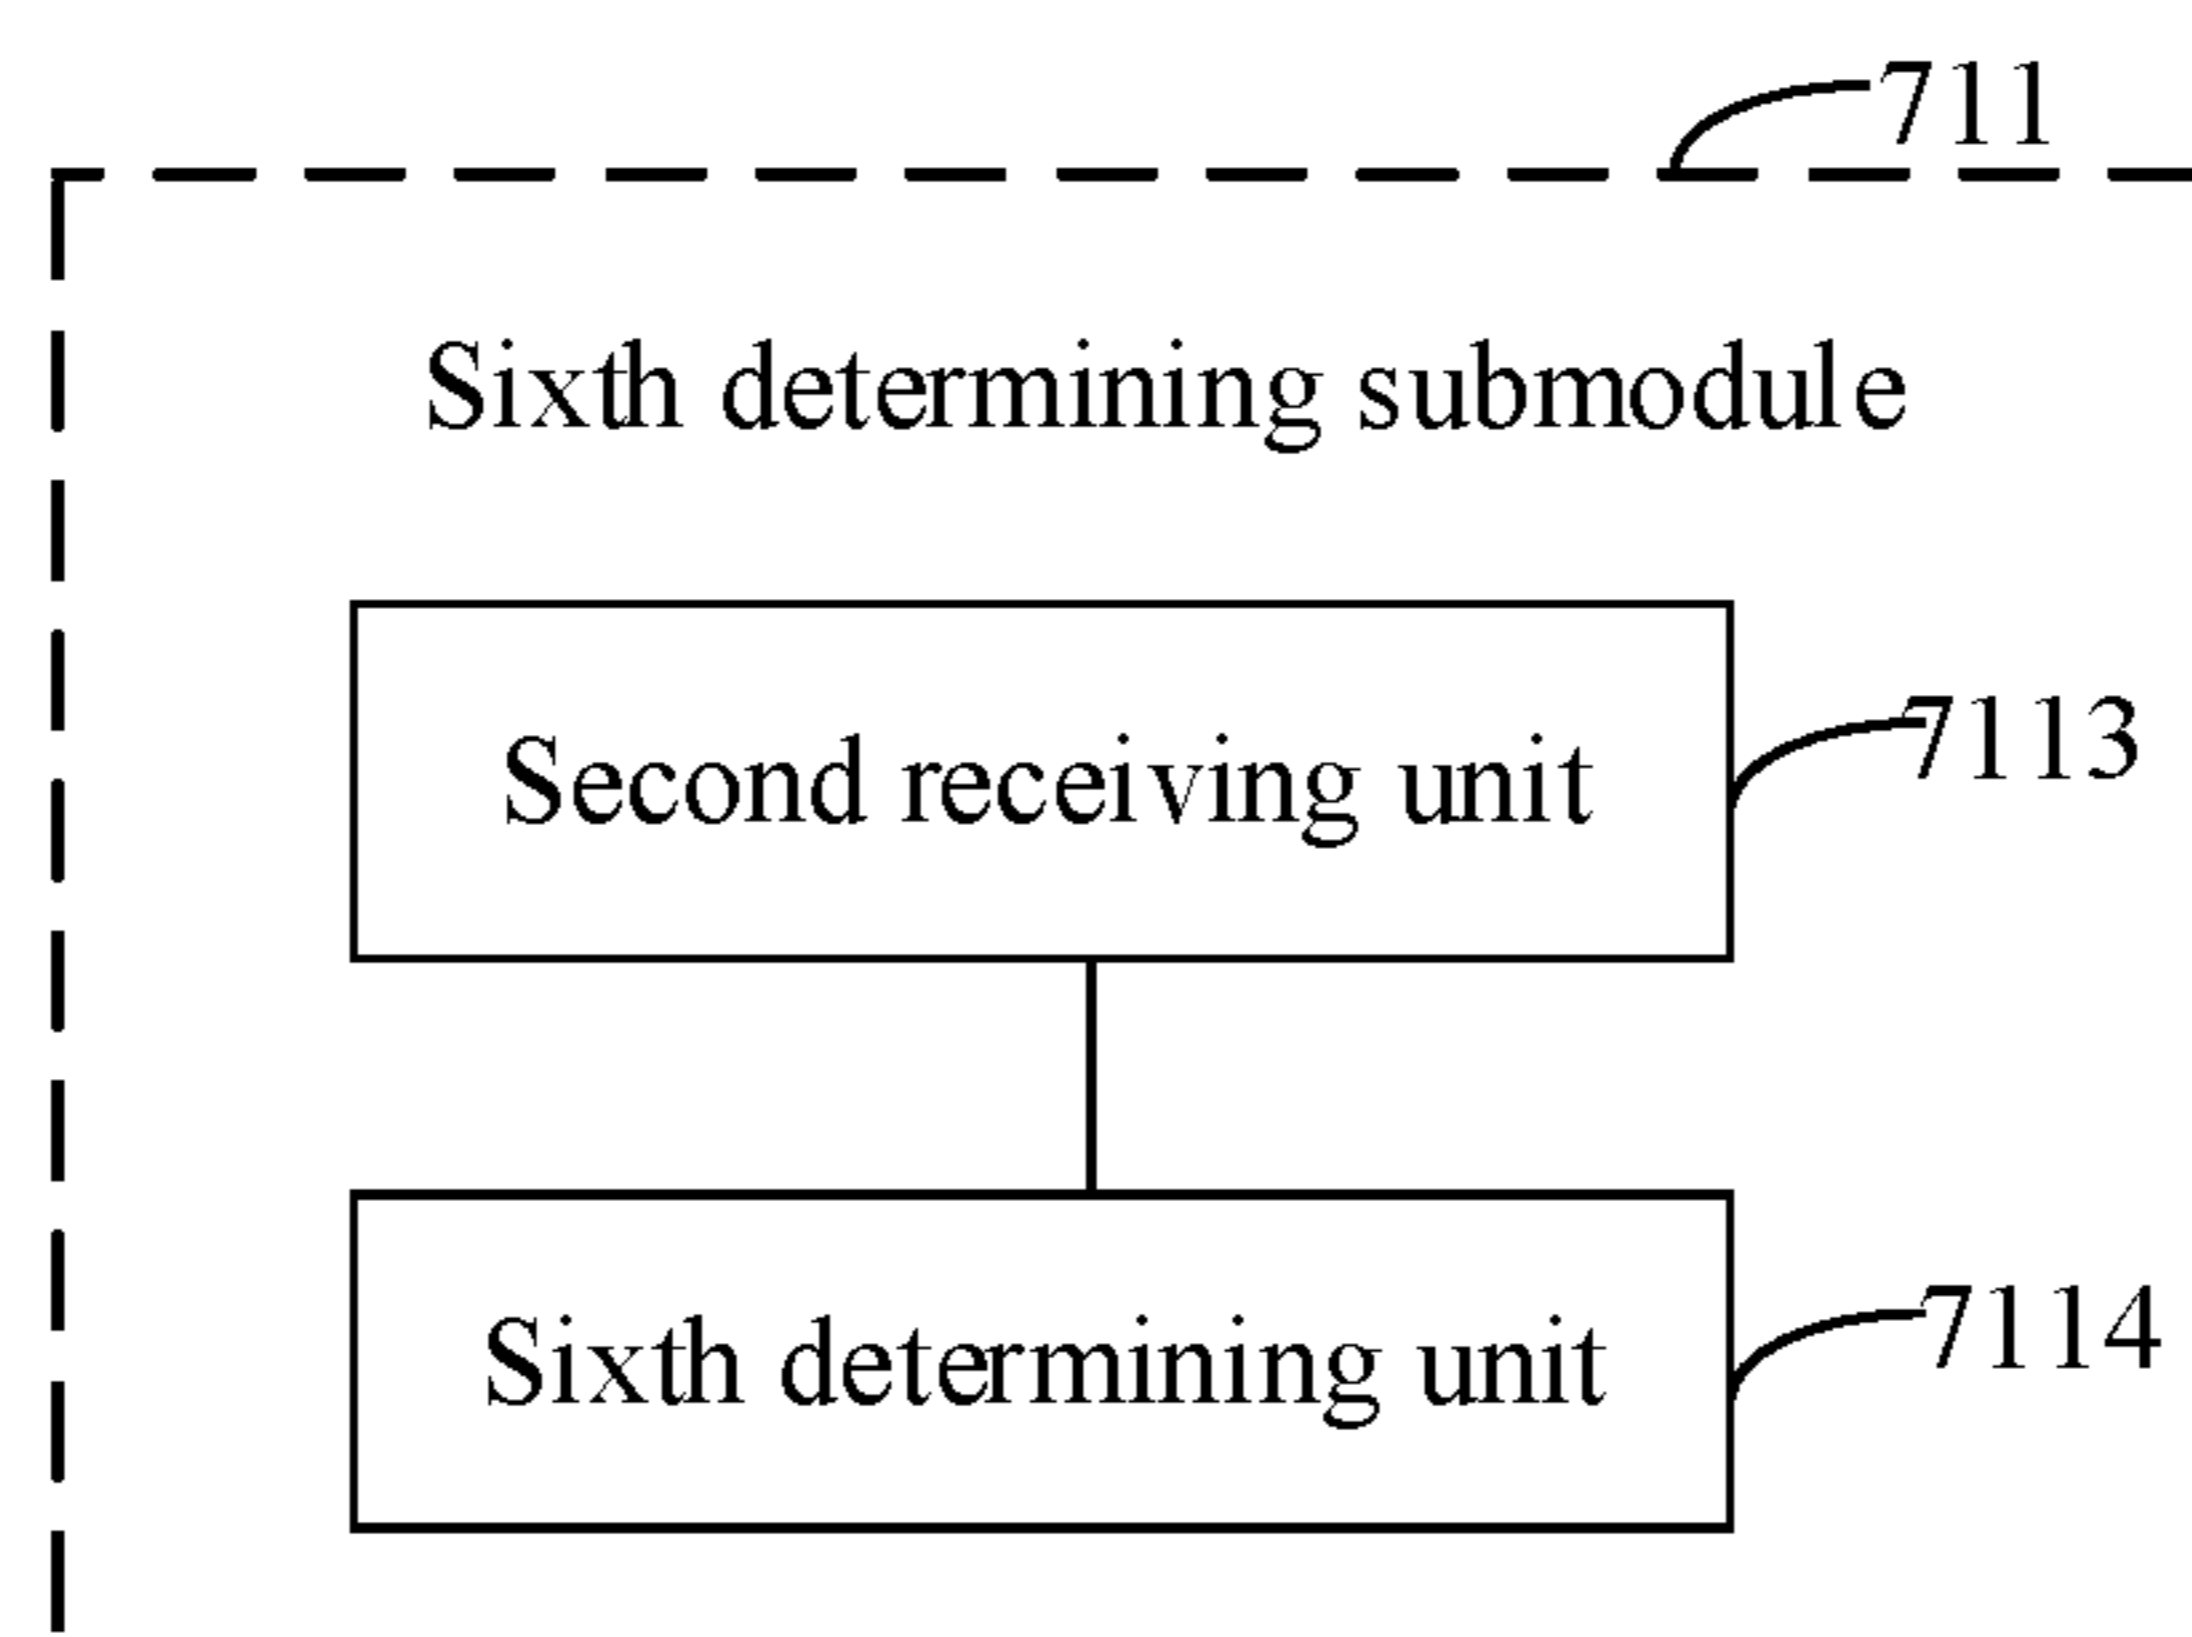 711
Sixth determining submodule
Second receiving unit
7113
Sixth determining unit
7114